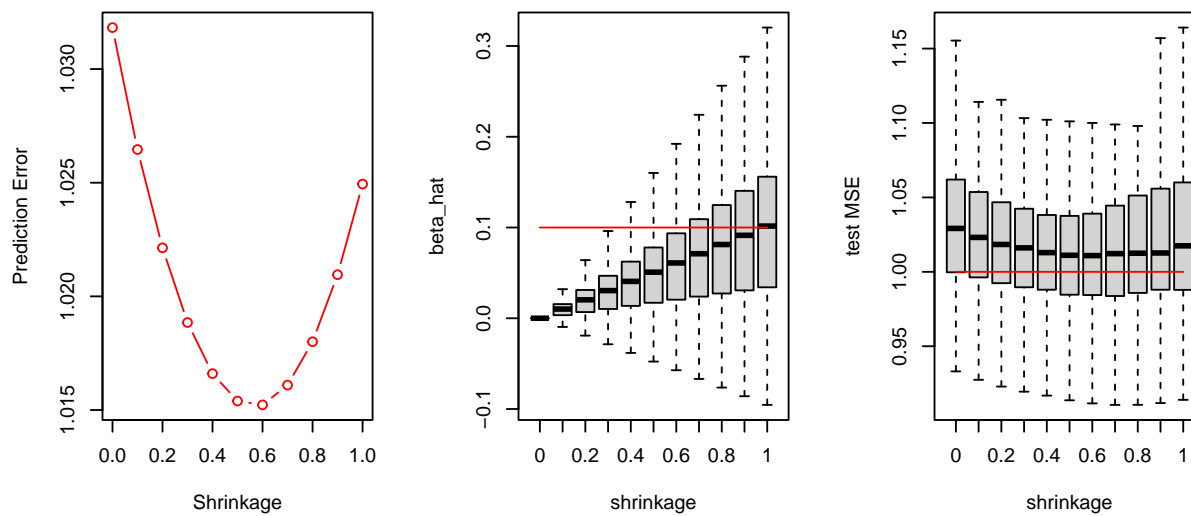 1.015 1.020 1.025 1.030
Prediction Error
0.0 0.2 0.4 0.6 0.8 1.0
Shrinkage
−0.1 0.0 0.1 0.2 0.3
beta_hat
0 0.2 0.4 0.6 0.8 1
shrinkage
0.95 1.00 1.05 1.10 1.15
test MSE
0 0.2 0.4 0.6 0.8 1
shrinkage